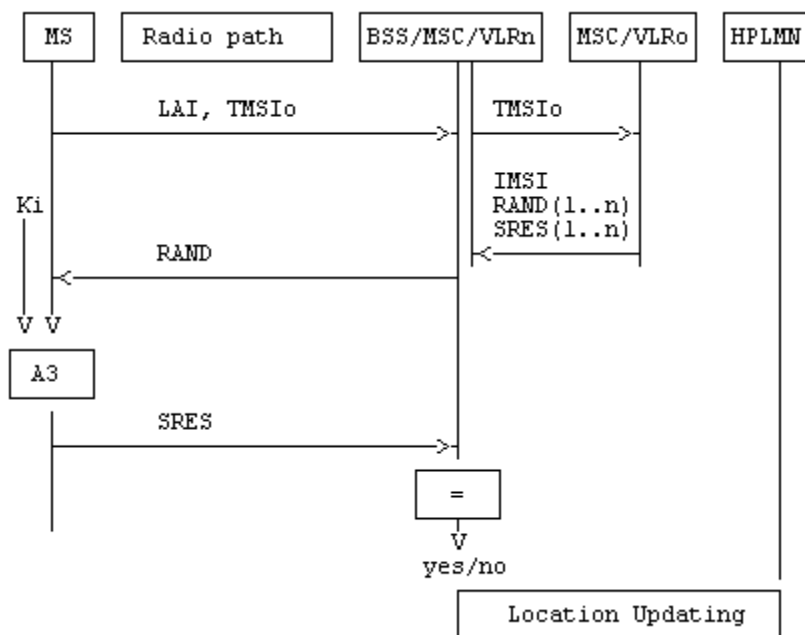 MS
Radio path
BSS/MSC/VLRn
MSC/VLRo
HPLMN
LAI, TMSIo
TMSIo
IMSI
Ki
RAND(1..n)
SRES(1..n)
RAND
V V
A3
SRES
=
V
yes/no
Location Updating